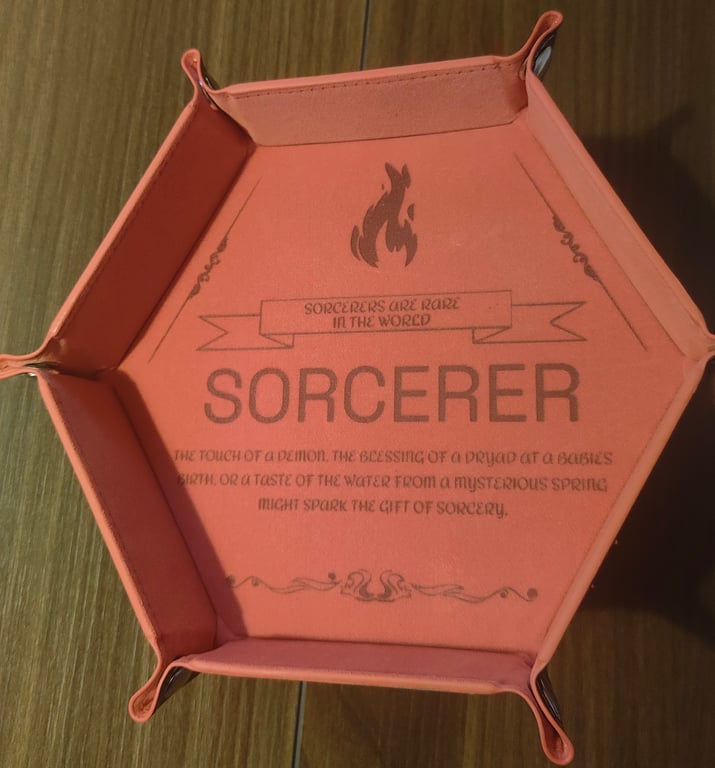 SORCERERS ARE RARE
IN THE WORLD
SORCERER
THE TOUCH OF A DEMON, THE BLESSING OF A DRYAD AT A BABIES
BIRTH, OR A TASTE OF THE WATER FROM A MYSTERIOUS SPRING
MIGHT SPARK THE GIFT OF SORCERY.